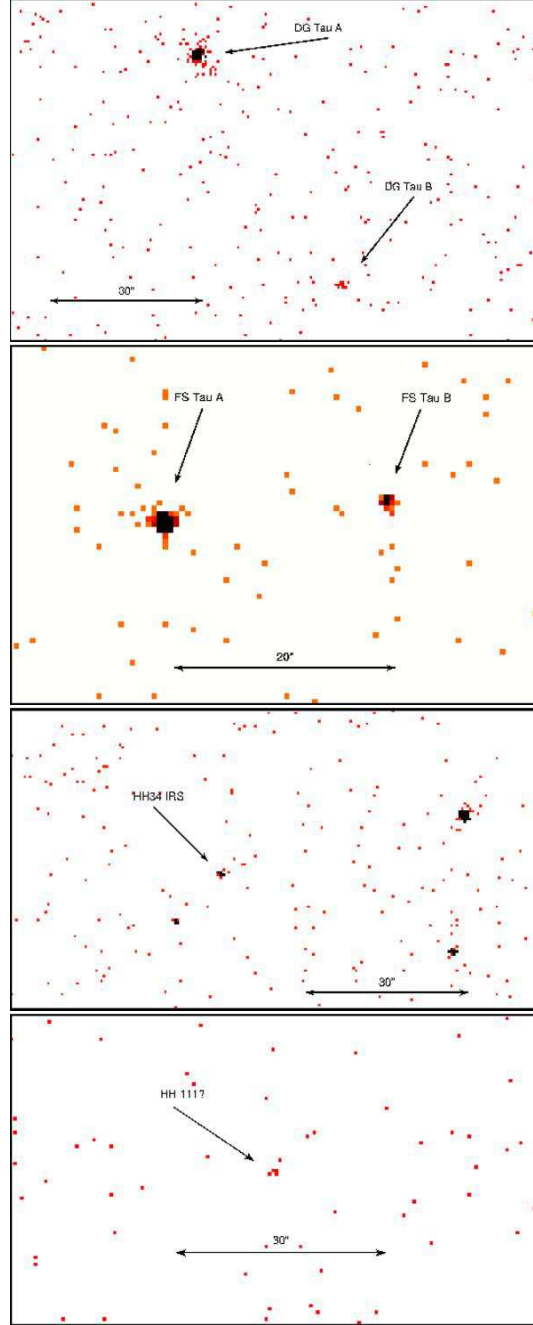 DG Tau A
DG Tau B
30"
FS Tau A
FS Tau B
20"
HH34 IRS
30"
HH 111?
30"